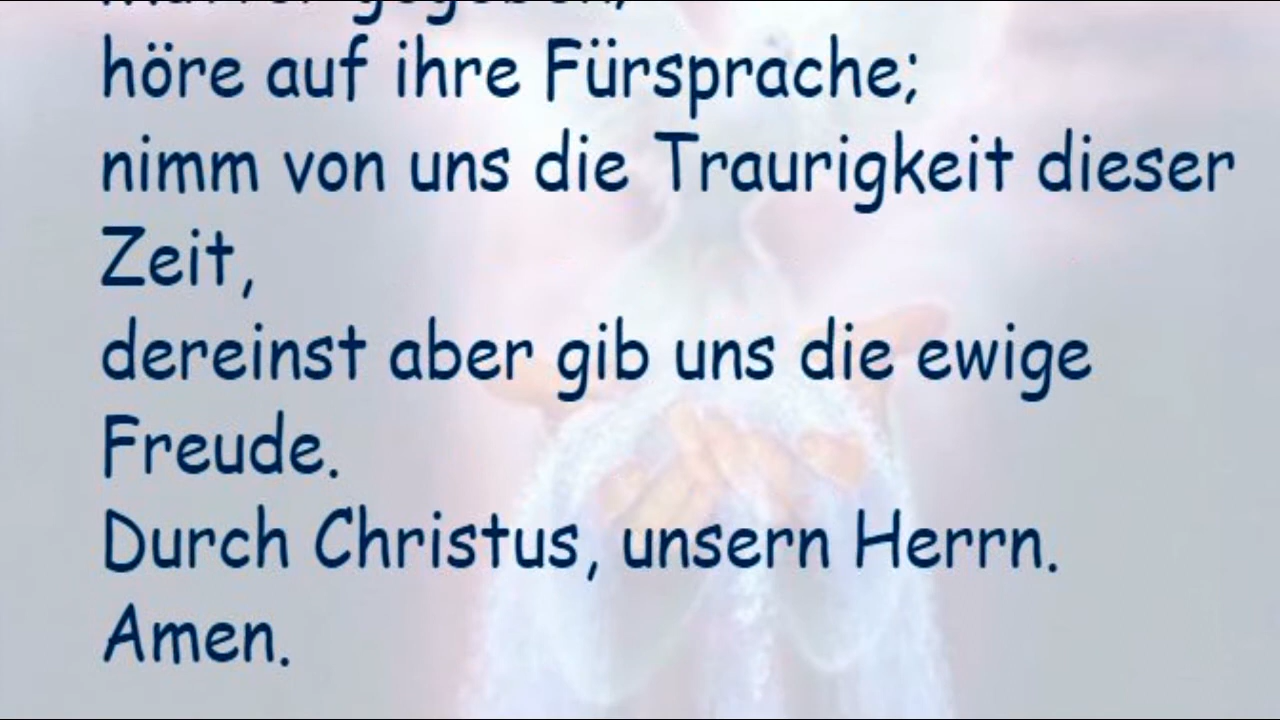 höre auf ihre Fürsprache;
nimm von uns die Traurigkeit dieser
Zeit,
dereinst aber gib uns die ewige
Freude.
Durch Christus, unsern Herrn.
Amen.